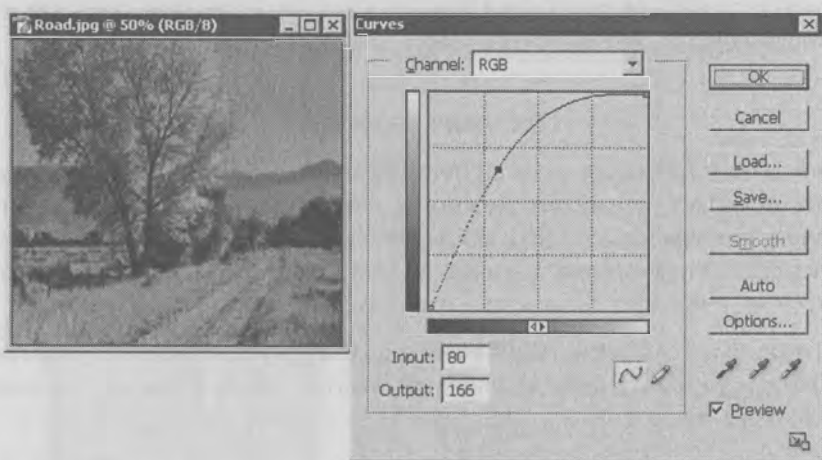 Road.jpg @ 50% (RGB/8)
Curves
Channel: RGB
OK
Cancel
Load...
Save...
Smooth
Auto
Options...
Input: 80
Output: 166
Preview